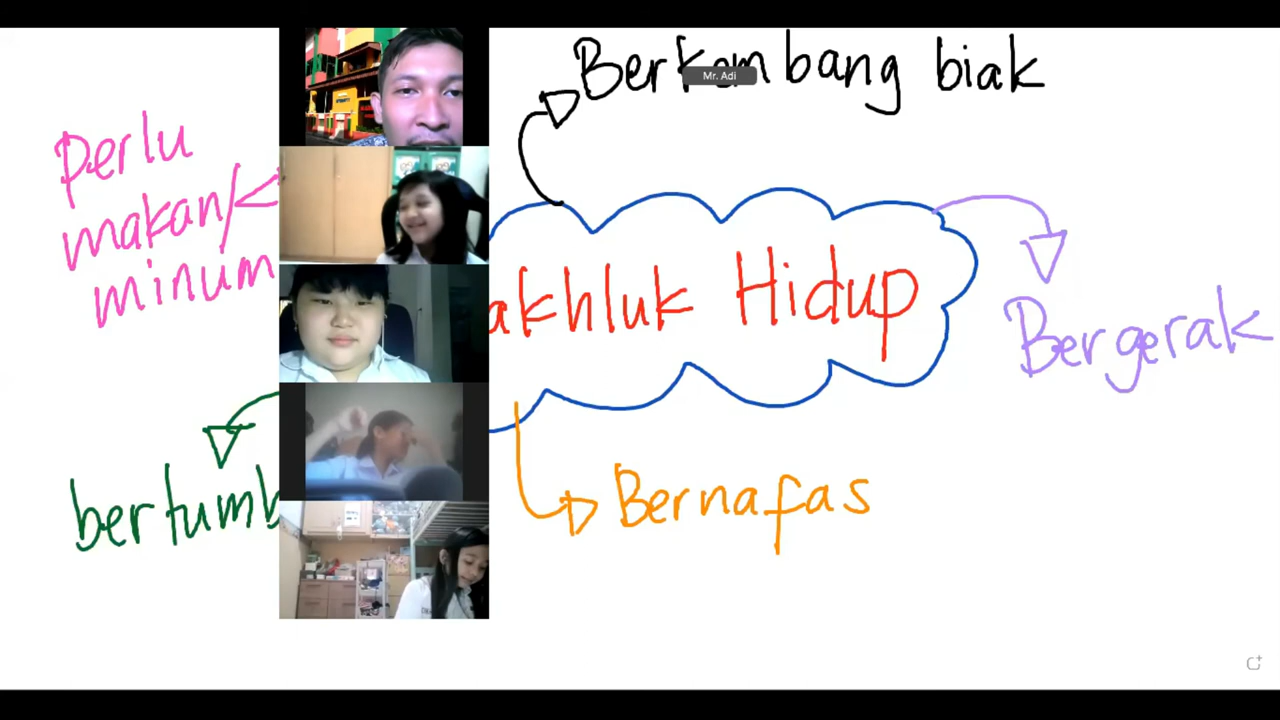 Berkembang biak
Mr. Adi
Perlu
makan/
minum
akhluk Hidup
Bergerak
bertumb
Bernafas